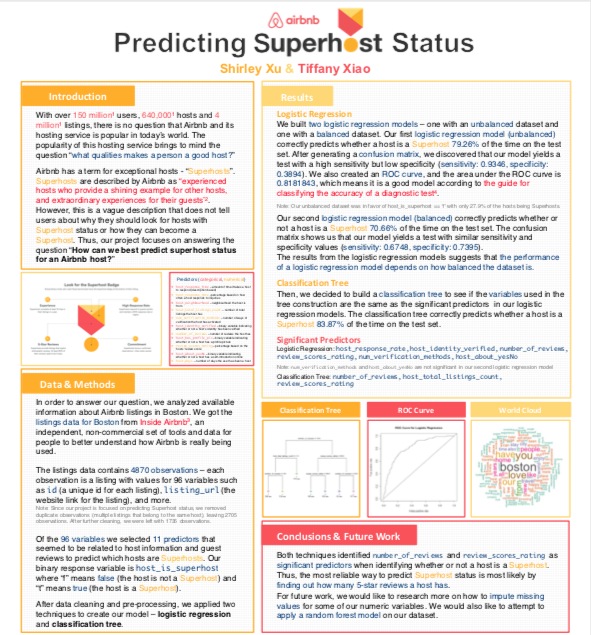 airbnb
Predicting Superhost Status
Shirley Xu & Tiffany Xiao
Introduction
With over 150 million¹ users, 640,000¹ hosts and 4
million¹ listings, there is no question that Airbnb and its
hosting service is popular in today's world. The
popularity of this hosting service brings to mind the
question "what qualities makes a person a good host?"
Airbnb has a term for exceptional hosts - "Superhosts".
Superhosts are described by Airbnb as "experienced
hosts who provide a shining example for other hosts,
and extraordinary experiences for their guests"².
However, this is a vague description that does not tell
users about why they should look for hosts with
Superhost status or how they can become a
Superhost. Thus, our project focuses on answering the
question "How can we best predict superhost status
for an Airbnb host?"
Look for the Superhost Badge
Predictors (categorical, numerical)
Data & Methods
In order to answer our question, we analyzed available
information about Airbnb listings in Boston. We got the
listings data for Boston from Inside Airbnb³, an
independent, non-commercial set of tools and data for
people to better understand how Airbnb is really being
used.
The listings data contains 4870 observations – each
observation is a listing with values for 96 variables such
as id (a unique id for each listing), listing_url (the
website link for the listing), and more.
Note: Since our project is focused on predicting Superhost status, we removed
duplicate observations (multiple listings that belong to the same host), leaving
observations. After further cleaning, we were left with 1735 observations.
Of the 96 variables we selected 11 predictors that
seemed to be related to host information and guest
reviews to predict which hosts are Superhosts. Our
binary response variable is host_is_superhost
where "f" means false (the host is not a Superhost) and
"t" means true (the host is a Superhost).
After data cleaning and pre-processing, we applied two
techniques to create our model – logistic regression
and classification tree.
Results
Logistic Regression
We built two logistic regression models – one with an unbalanced dataset and
one with a balanced dataset. Our first logistic regression model (unbalanced)
correctly predicts whether a host is a Superhost 79.26% of the time on the test
set. After generating a confusion matrix, we discovered that our model yields a
test with a high sensitivity but low specificity (sensitivity: 0.9346, specificity:
0.3894). We also created an ROC curve, and the area under the ROC curve is
0.8181843, which means it is a good model according to the guide for
classifying the accuracy of a diagnostic test⁴.
Note: Our unbalanced dataset was in favor of host_is_superhost == 'f' with only 27.9% of the hosts being Superhosts
Our second logistic regression model (balanced) correctly predicts whether or
not a host is a Superhost 70.66% of the time on the test set. The confusion
matrix shows us that our model yields a test with similar sensitivity and
specificity values (sensitivity: 0.6748, specificity: 0.7395).
The results from the logistic regression models suggests that the performance
of a logistic regression model depends on how balanced the dataset is.
Classification Tree
Then, we decided to build a classification tree to see if the variables used in the
tree construction are the same as the significant predictors in our logistic
regression models. The classification tree correctly predicts whether a host is a
Superhost 83.87% of the time on the test set.
Significant Predictors
Logistic Regression: host_response_rate, host_identity_verified, number_of_reviews,
review_scores_rating, num_verification_methods, host_about_yesNo
Note: num_verification_methods and host_about_yesNo are not significant in our second logistic regression model
Classification Tree: number_of_reviews, host_total_listings_count,
review_scores_rating
Classification Tree
ROC Curve
World Cloud
people
have you
boston
love
our
Conclusions & Future Work
Both techniques identified number_of_reviews and review_scores_rating as
significant predictors when identifying whether or not a host is a Superhost.
Thus, the most reliable way to predict Superhost status is most likely by
finding out how many 5-star reviews a host has.
For future work, we would like to research more on how to impute missing
values for some of our numeric variables. We would also like to attempt to
apply a random forest model on our dataset.